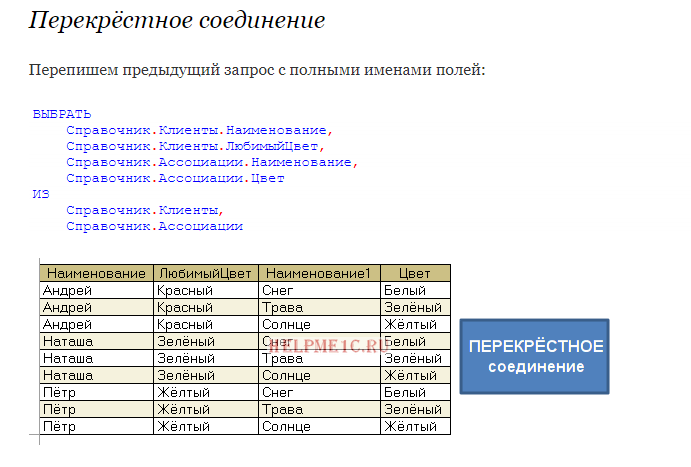 Перекрёстное соединение
Перепишем предыдущий запрос с полными именами полей:
ВЫБРАТЬ
Справочник.Клиенты.Наименование,
Справочник.Клиенты.ЛюбимыйЦвет,
Справочник.Ассоциации.Наименование,
Справочник.Ассоциации.Цвет
ИЗ
Справочник.Клиенты,
Справочник.Ассоциации
Наименование ЛюбимыйЦвет Наименование1 Цвет
Андрей Красный Снег Белый
Андрей Красный Трава Зелёный
Андрей Красный Солнце Жёлтый
Наташа Зелёный Снег Белый
Наташа Зелёный Трава Зелёный
Наташа Зелёный Солнце Жёлтый
Пётр Жёлтый Снег Белый
Пётр Жёлтый Трава Зелёный
Пётр Жёлтый Солнце Жёлтый
HELPME1C.RU
ПЕРЕКРЁСТНОЕ
соединение